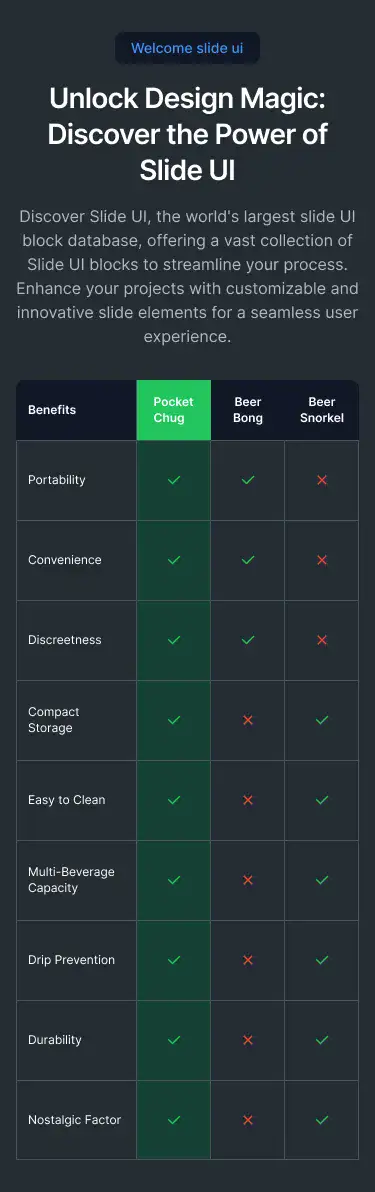 Welcome slide ui
Unlock Design Magic:
Discover the Power of
Slide UI
Discover Slide UI, the world's largest slide UI
block database, offering a vast collection of
Slide UI blocks to streamline your process.
Enhance your projects with customizable and
innovative slide elements for a seamless user
experience.
Benefits
Pocket
Chug
Beer
Bong
Beer
Snorkel
Portability
Convenience
Discreetness
Compact
Storage
Easy to Clean
Multi-Beverage
Capacity
Drip Prevention
Durability
Nostalgic Factor